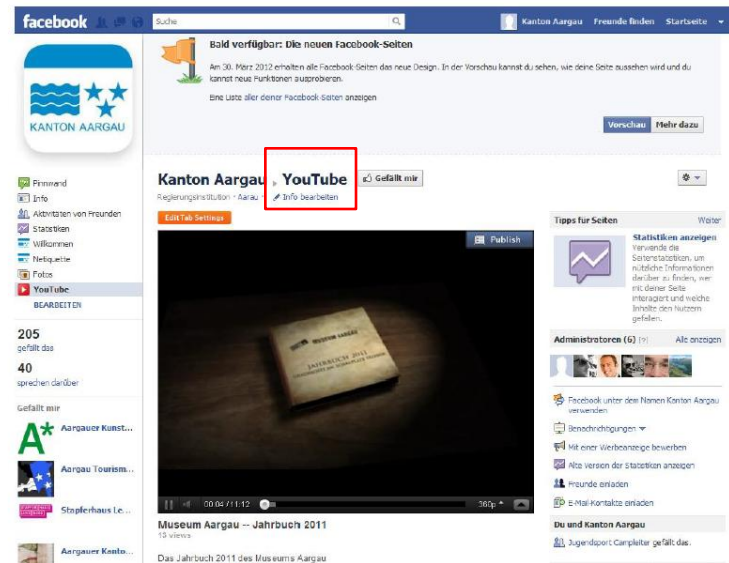 facebook
Suche
Kanton Aargau Freunde finden Startseite
Bald verfügbar: Die neuen Facebook-Seiten
Am 30. März 2012 erhalten alle Facebook-Seiten das neue Design. In der Vorschau kannst du sehen, wie deine Seite aussehen wird und du
kannst neue Funktionen ausprobieren.
Eine Liste aller deiner Facebook-Seiten anzeigen
Vorschau Mehr dazu
KANTON AARGAU
Pinnwand
Info
Aktivitäten von Freunden
Statistiken
Willkommen
Netiquette
Fotos
YouTube
BEARBEITEN
205
gefällt das
40
sprechen darüber
Gefällt mir
Aargauer Kunst...
Aargau Tourism...
Stapferhaus Le...
Aargauer Kanto...
Kanton Aargau YouTube Gefällt mir
Regierungsinstitution · Aarau · Info bearbeiten
Edit Tab Settings
Publish
MUSEUM AARGAU
JAHRBUCH 2011
00:04 / 11:12 360p
Museum Aargau -- Jahrbuch 2011
views
Das Jahrbuch 2011 des Museums Aargau
Tipps für Seiten Weiter
Statistiken anzeigen
Verwende die
Seitenstatistiken, um
nützliche Informationen
darüber zu finden, wer
mit deiner Seite
interagiert und welche
Inhalte den Nutzern
gefallen.
Administratoren (6) [?] Alle anzeigen
Facebook unter dem Namen Kanton Aargau
verwenden
Benachrichtigungen
Mit einer Werbeanzeige bewerben
Alte Version der Statistiken anzeigen
Freunde einladen
E-Mail-Kontakte einladen
Du und Kanton Aargau
Jugendsport Campleiter gefällt das.